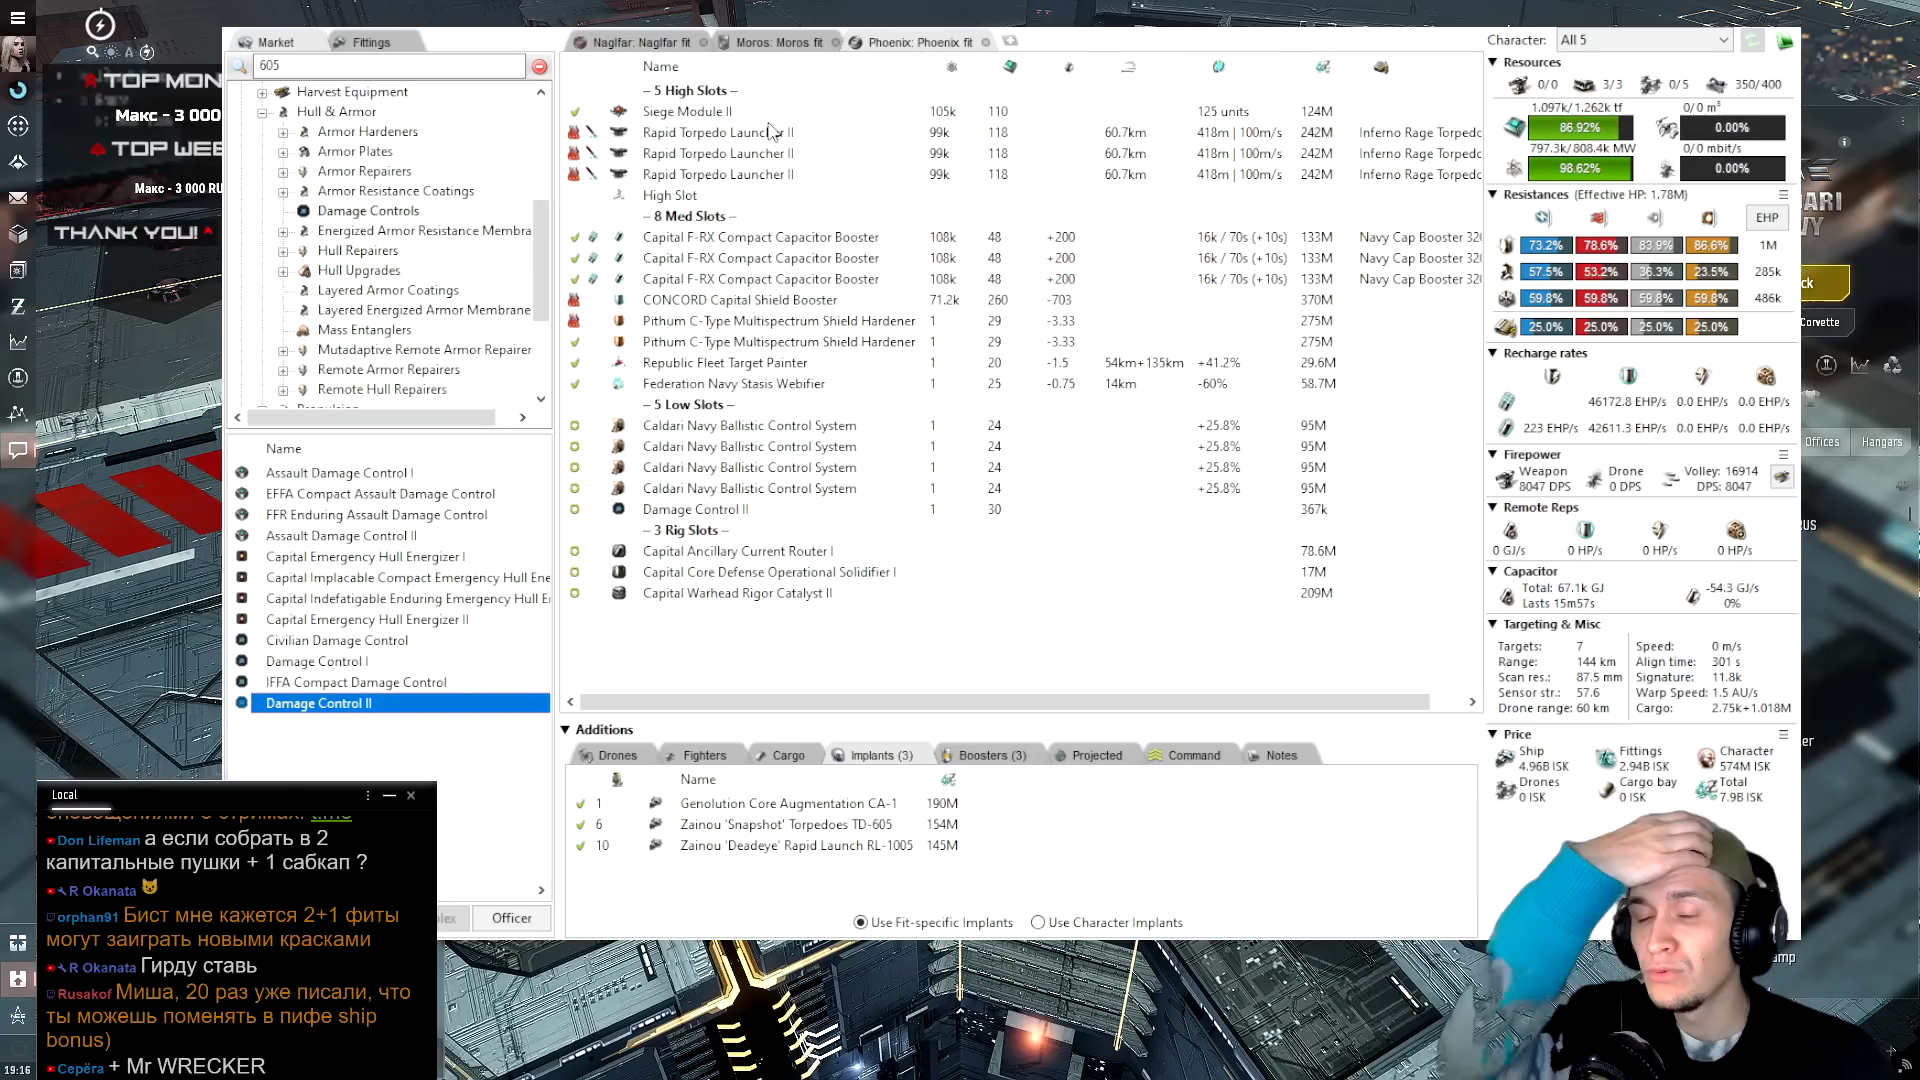 TOP MON
Макс - 3 000
TOP WEE
Макс - 3 000 RU
THANK YOU!
Market
Fittings
605
Harvest Equipment
Hull & Armor
Armor Hardeners
Armor Plates
Armor Repairers
Armor Resistance Coatings
Damage Controls
Energized Armor Resistance Membra
Hull Repairers
Hull Upgrades
Layered Armor Coatings
Layered Energized Armor Membrane
Mass Entanglers
Mutadaptive Remote Armor Repairer
Remote Armor Repairers
Remote Hull Repairers
Name
Assault Damage Control I
EFFA Compact Assault Damage Control
FFR Enduring Assault Damage Control
Assault Damage Control II
Capital Emergency Hull Energizer I
Capital Implacable Compact Emergency Hull Ene
Capital Indefatigable Enduring Emergency Hull E
Capital Emergency Hull Energizer II
Civilian Damage Control
Damage Control I
IFFA Compact Damage Control
Damage Control II
Officer
Naglfar: Naglfar fit
Moros: Moros fit
Phoenix: Phoenix fit
Name
– 5 High Slots –
Siege Module II 105k 110 125 units 124M
Rapid Torpedo Launcher II 99k 118 60.7km 418m | 100m/s 242M Inferno Rage Torpedc
Rapid Torpedo Launcher II 99k 118 60.7km 418m | 100m/s 242M Inferno Rage Torpedc
Rapid Torpedo Launcher II 99k 118 60.7km 418m | 100m/s 242M Inferno Rage Torpedc
High Slot
– 8 Med Slots –
Capital F-RX Compact Capacitor Booster 108k 48 +200 16k / 70s (+10s) 133M Navy Cap Booster 32
Capital F-RX Compact Capacitor Booster 108k 48 +200 16k / 70s (+10s) 133M Navy Cap Booster 32
Capital F-RX Compact Capacitor Booster 108k 48 +200 16k / 70s (+10s) 133M Navy Cap Booster 32
CONCORD Capital Shield Booster 71.2k 260 -703 370M
Pithum C-Type Multispectrum Shield Hardener 1 29 -3.33 275M
Pithum C-Type Multispectrum Shield Hardener 1 29 -3.33 275M
Republic Fleet Target Painter 1 20 -1.5 54km+135km +41.2% 29.6M
Federation Navy Stasis Webifier 1 25 -0.75 14km -60% 58.7M
– 5 Low Slots –
Caldari Navy Ballistic Control System 1 24 +25.8% 95M
Caldari Navy Ballistic Control System 1 24 +25.8% 95M
Caldari Navy Ballistic Control System 1 24 +25.8% 95M
Caldari Navy Ballistic Control System 1 24 +25.8% 95M
Damage Control II 1 30 367k
– 3 Rig Slots –
Capital Ancillary Current Router I 78.6M
Capital Core Defense Operational Solidifier I 17M
Capital Warhead Rigor Catalyst II 209M
Additions
Drones Fighters Cargo Implants (3) Boosters (3) Projected Command Notes
Name
1 Genolution Core Augmentation CA-1 190M
6 Zainou 'Snapshot' Torpedoes TD-605 154M
10 Zainou 'Deadeye' Rapid Launch RL-1005 145M
Use Fit-specific Implants Use Character Implants
Character: All 5
Resources
0/0 3/3 0/5 350/400
1.097k/1.262k tf 0/0 m³
86.92% 0.00%
797.3k/808.4k MW 0/0 mbit/s
98.62% 0.00%
Resistances (Effective HP: 1.78M)
EHP
73.2% 78.6% 83.9% 86.6% 1M
57.5% 53.2% 36.3% 23.5% 285k
59.8% 59.8% 59.8% 59.8% 486k
25.0% 25.0% 25.0% 25.0%
Recharge rates
46172.8 EHP/s 0.0 EHP/s 0.0 EHP/s
223 EHP/s 42611.3 EHP/s 0.0 EHP/s 0.0 EHP/s
Firepower
Weapon Drone Volley: 16914
8047 DPS 0 DPS DPS: 8047
Remote Reps
0 GJ/s 0 HP/s 0 HP/s 0 HP/s
Capacitor
Total: 67.1k GJ -54.3 GJ/s
Lasts 15m57s 0%
Targeting & Misc
Targets: 7 Speed: 0 m/s
Range: 144 km Align time: 301 s
Scan res.: 87.5 mm Signature: 11.8k
Sensor str.: 57.6 Warp Speed: 1.5 AU/s
Drone range: 60 km Cargo: 2.75k+1.018M
Price
Ship Fittings Character
4.96B ISK 2.94B ISK 574M ISK
Drones Cargo bay Total
0 ISK 0 ISK 7.9B ISK
Corvette
Offices Hangars
Local
Don Lifeman а если собрать в 2
капитальные пушки + 1 сабкап ?
R Okanata
orphan91 Бист мне кажется 2+1 фиты
могут заиграть новыми красками
R Okanata Гирду ставь
Rusakof Миша, 20 раз уже писали, что
ты можешь поменять в пифе ship
bonus)
Серёга + Mr WRECKER
19:16